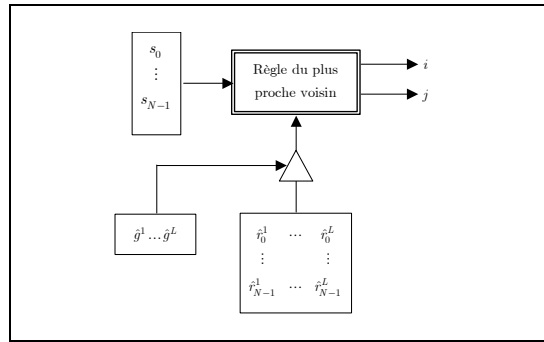 s_0
⋮
s_{N−1}
Règle du plus
proche voisin
i
j
ĝ^1 … ĝ^L
r̂_0^1 ⋯ r̂_0^L
⋮ ⋮
r̂_{N−1}^1 ⋯ r̂_{N−1}^L